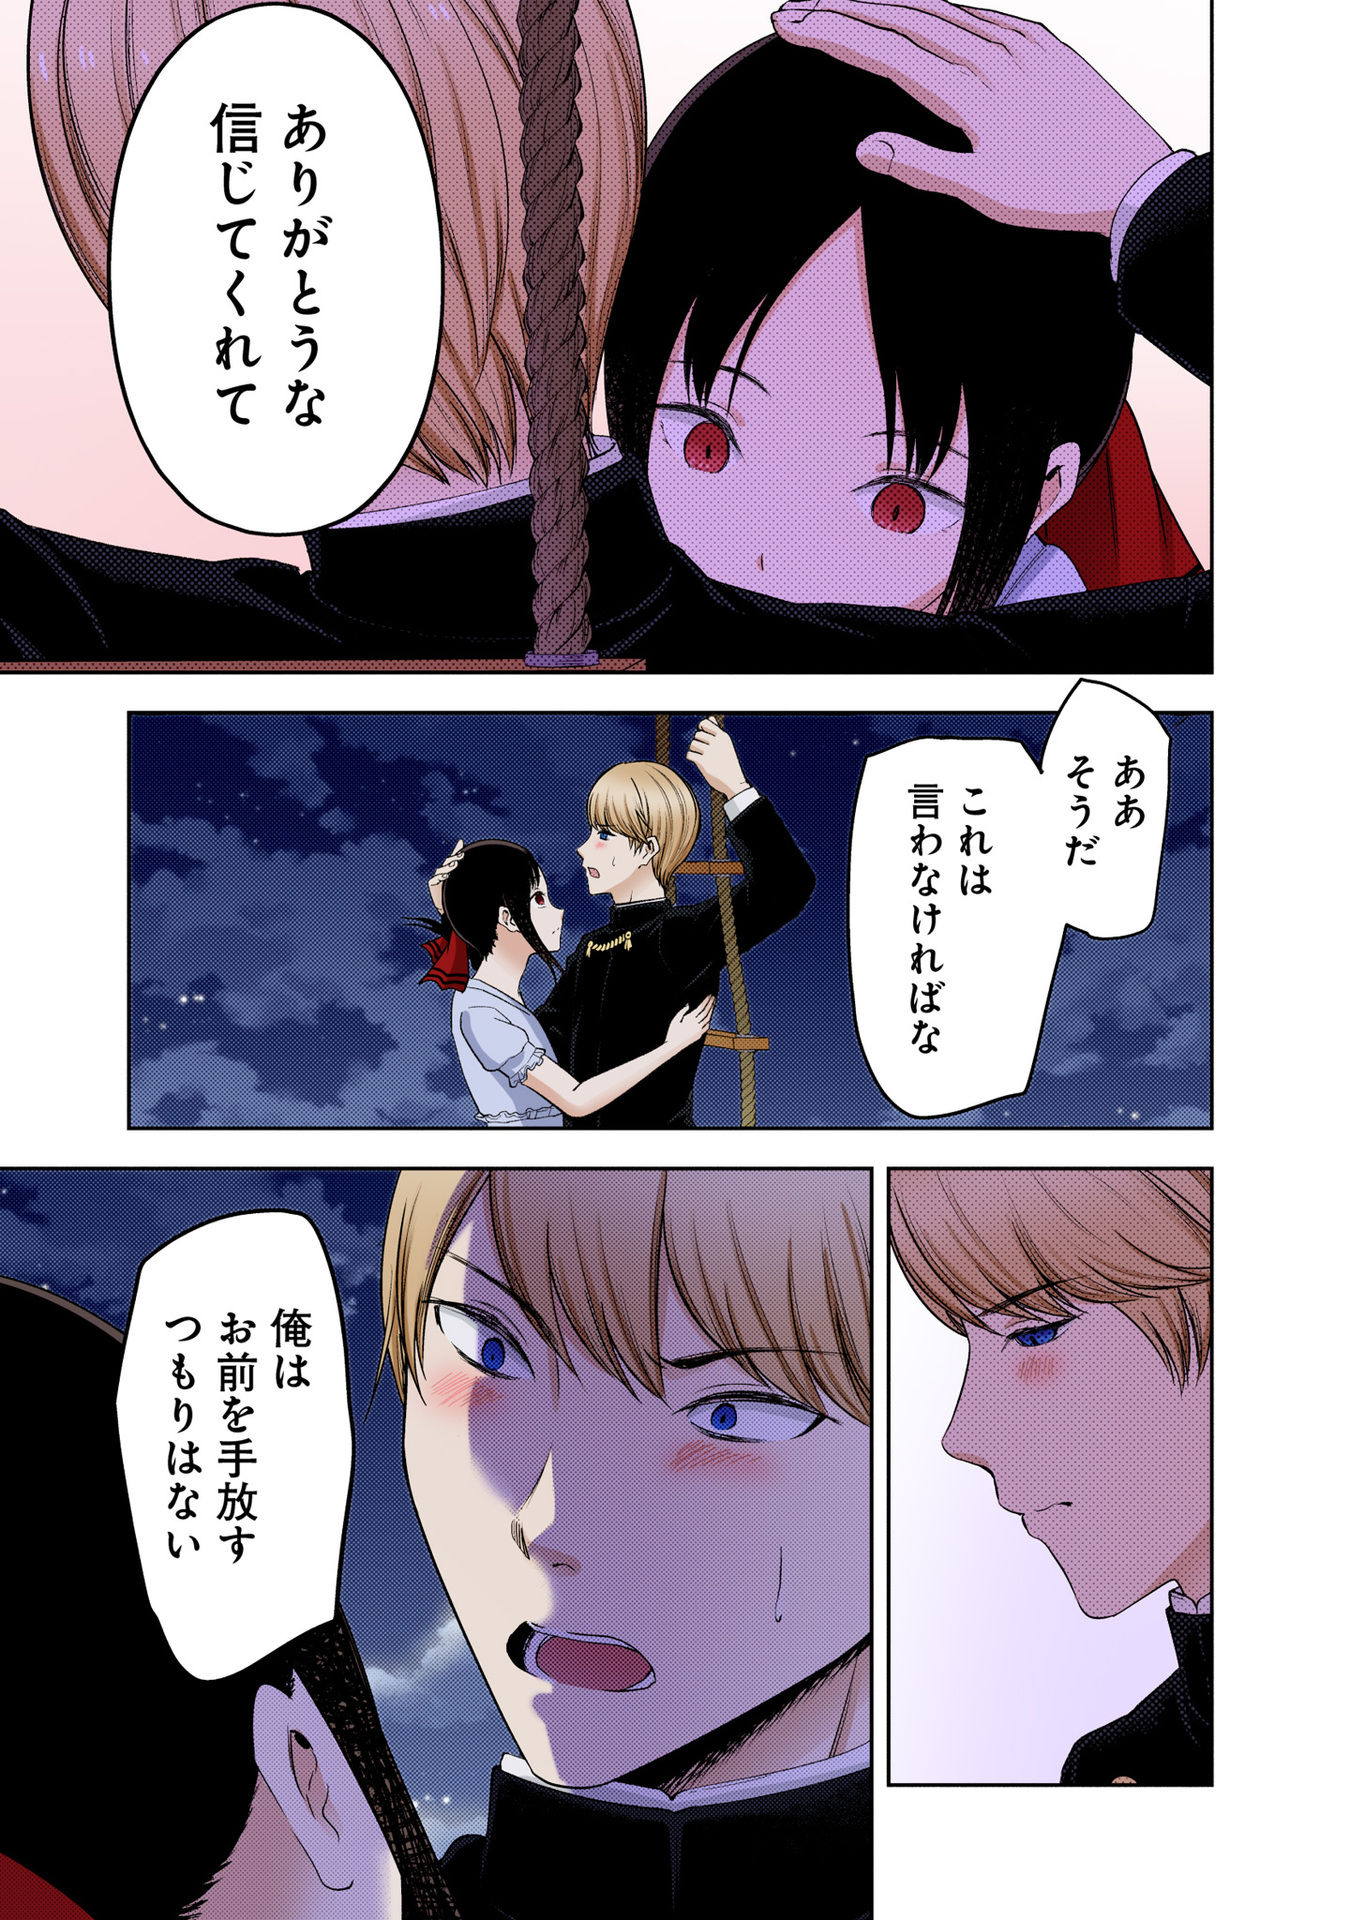 ありがとうな
信じてくれて
ああ
そうだ
これは
言わなければな
俺は
お前を手放す
つもりはない